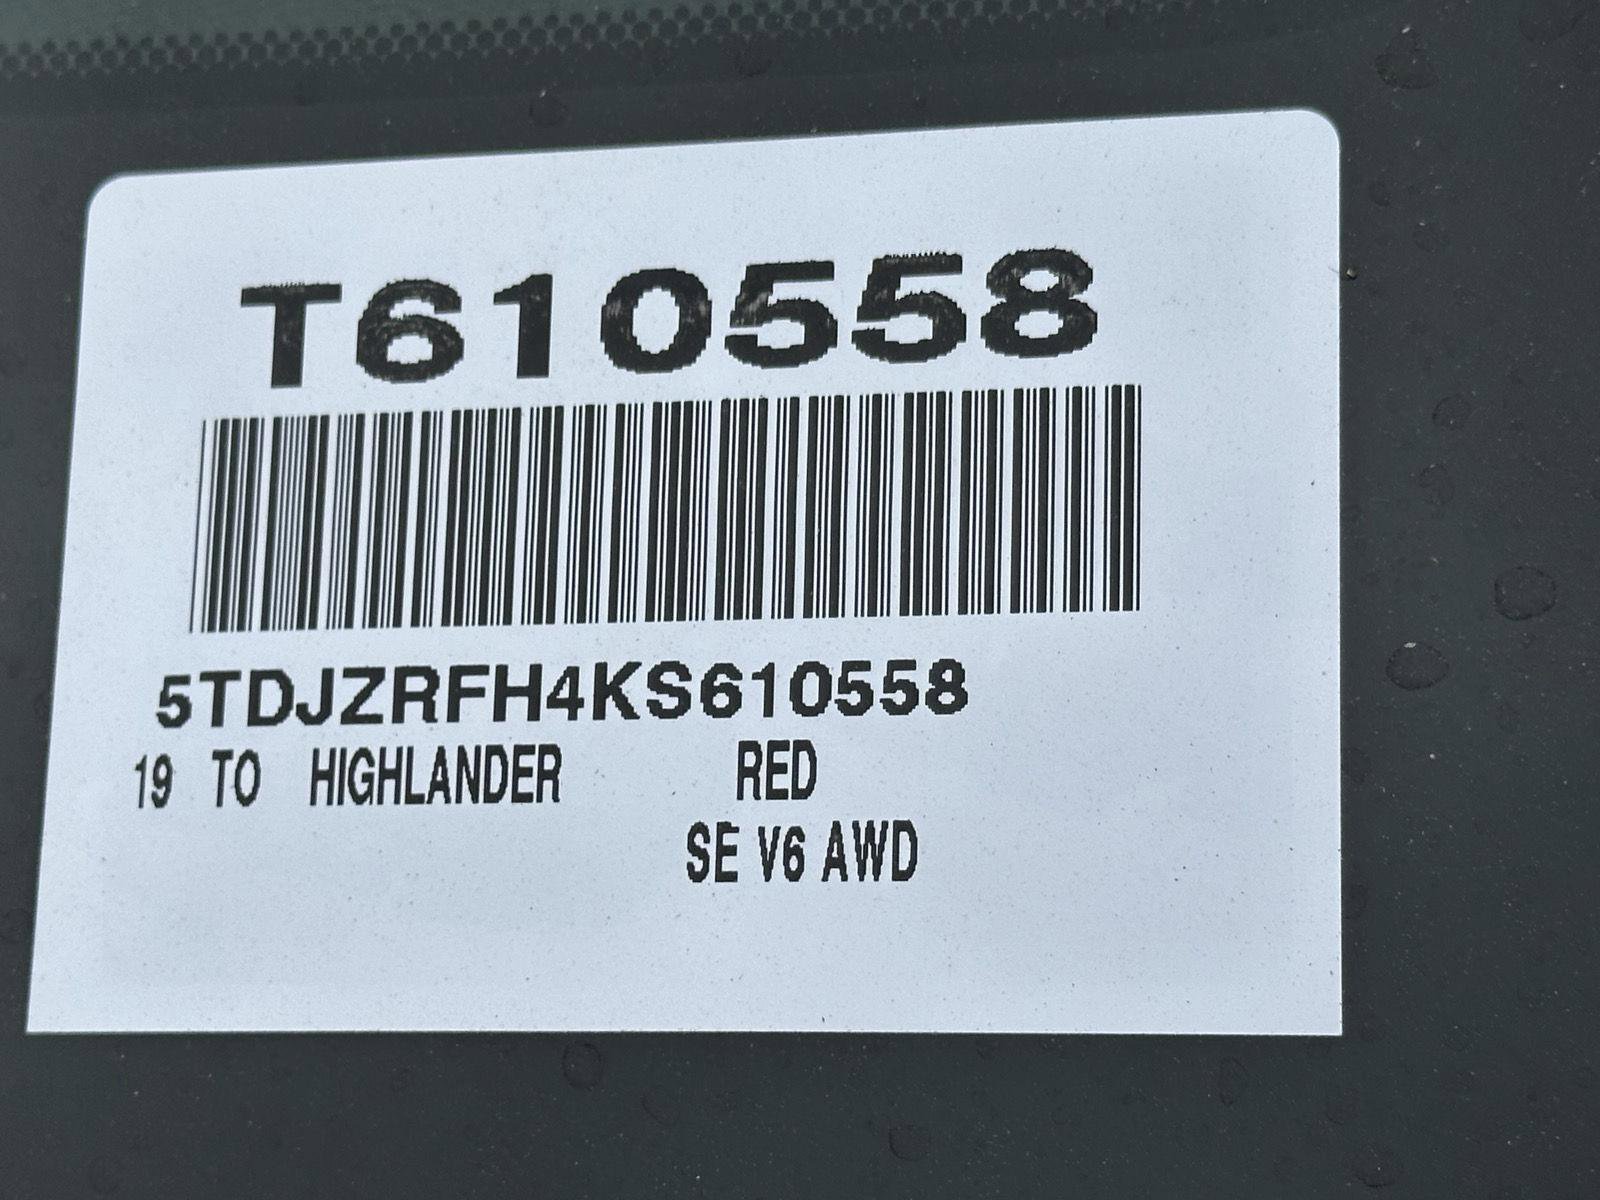 T610558
5TDJZRFH4KS610558
19 TO HIGHLANDER RED
SE V6 AWD